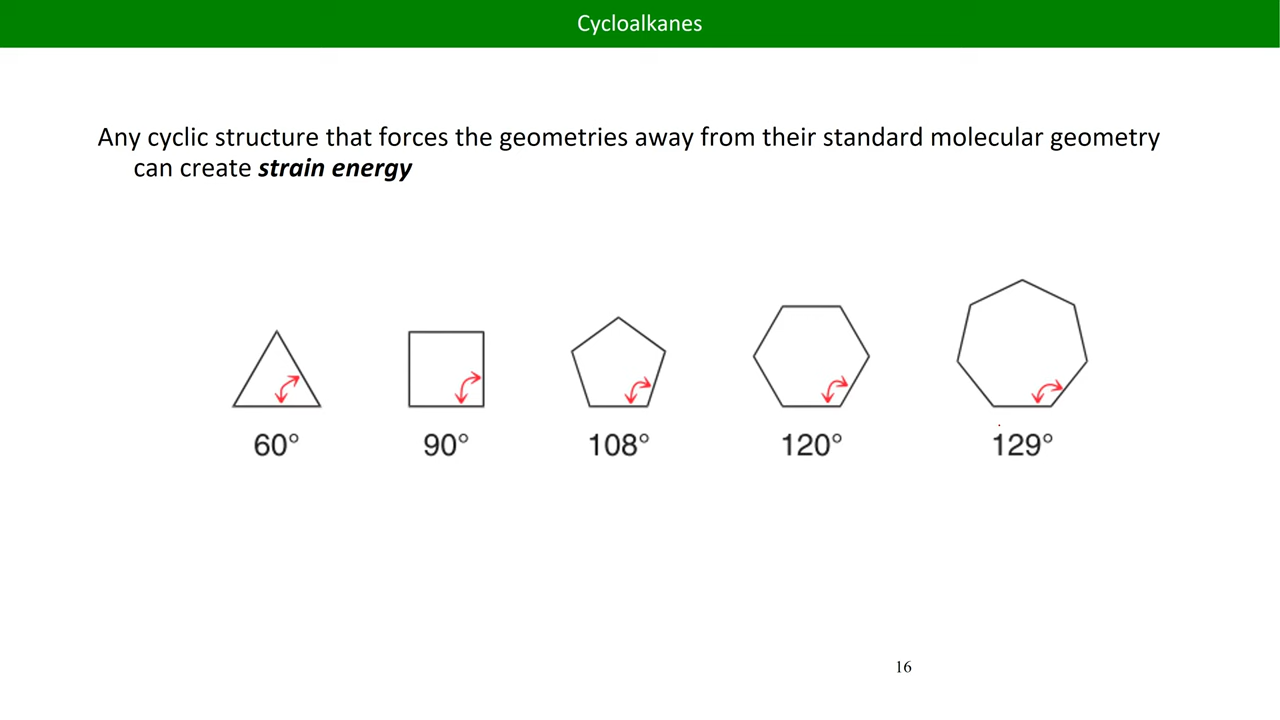 Cycloalkanes
Any cyclic structure that forces the geometries away from their standard molecular geometry
can create strain energy
60° 90° 108° 120° 129°
16